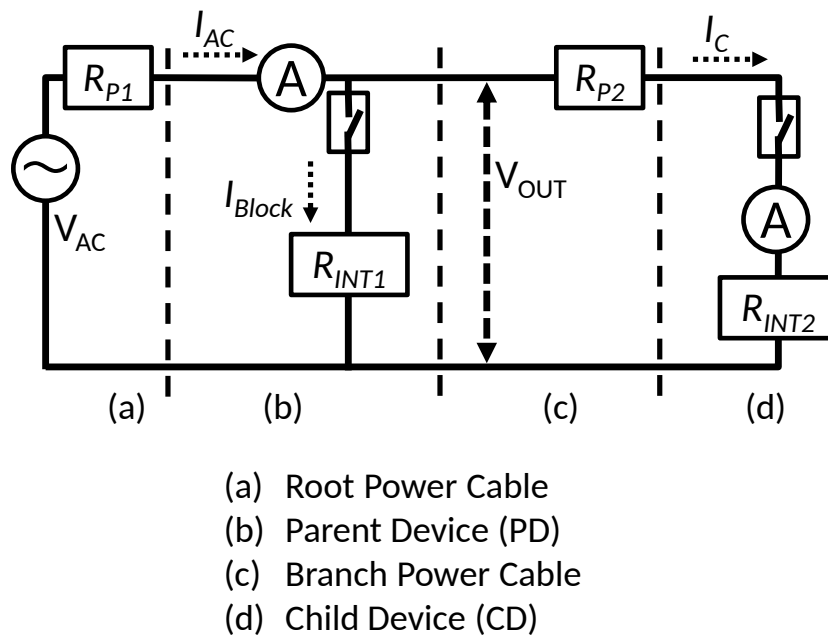 I_AC
I_C
R_P1
A
R_P2
I_Block
V_OUT
V_AC
A
R_INT1
R_INT2
(a)
(b)
(c)
(d)
(a) Root Power Cable
(b) Parent Device (PD)
(c) Branch Power Cable
(d) Child Device (CD)